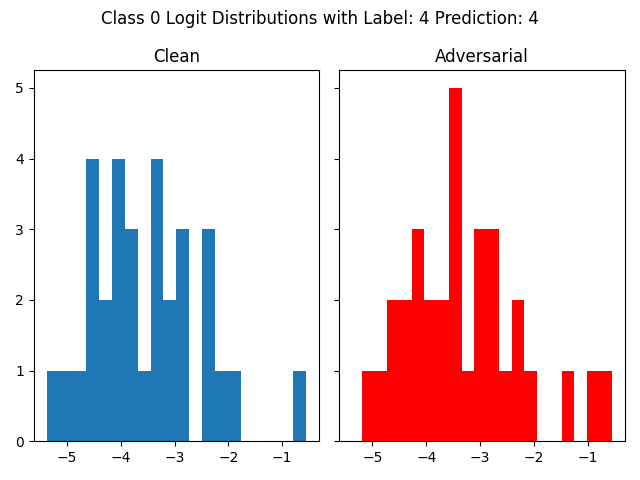 Class 0 Logit Distributions with Label: 4 Prediction: 4
Clean
Adversarial
5
4
3
2
1
0
−5 −4 −3 −2 −1
−5 −4 −3 −2 −1